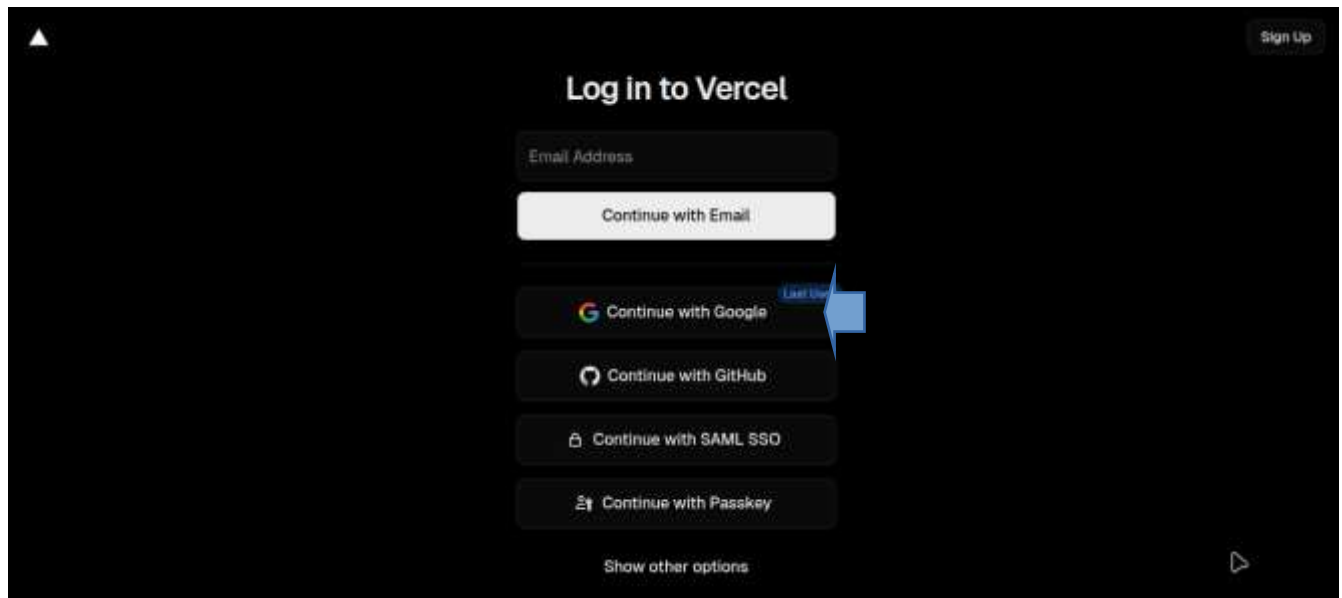 Sign Up
Log in to Vercel
Email Address
Continue with Email
Last
Continue with Google
Continue with GitHub
Continue with SAML SSO
Continue with Passkey
Show other options